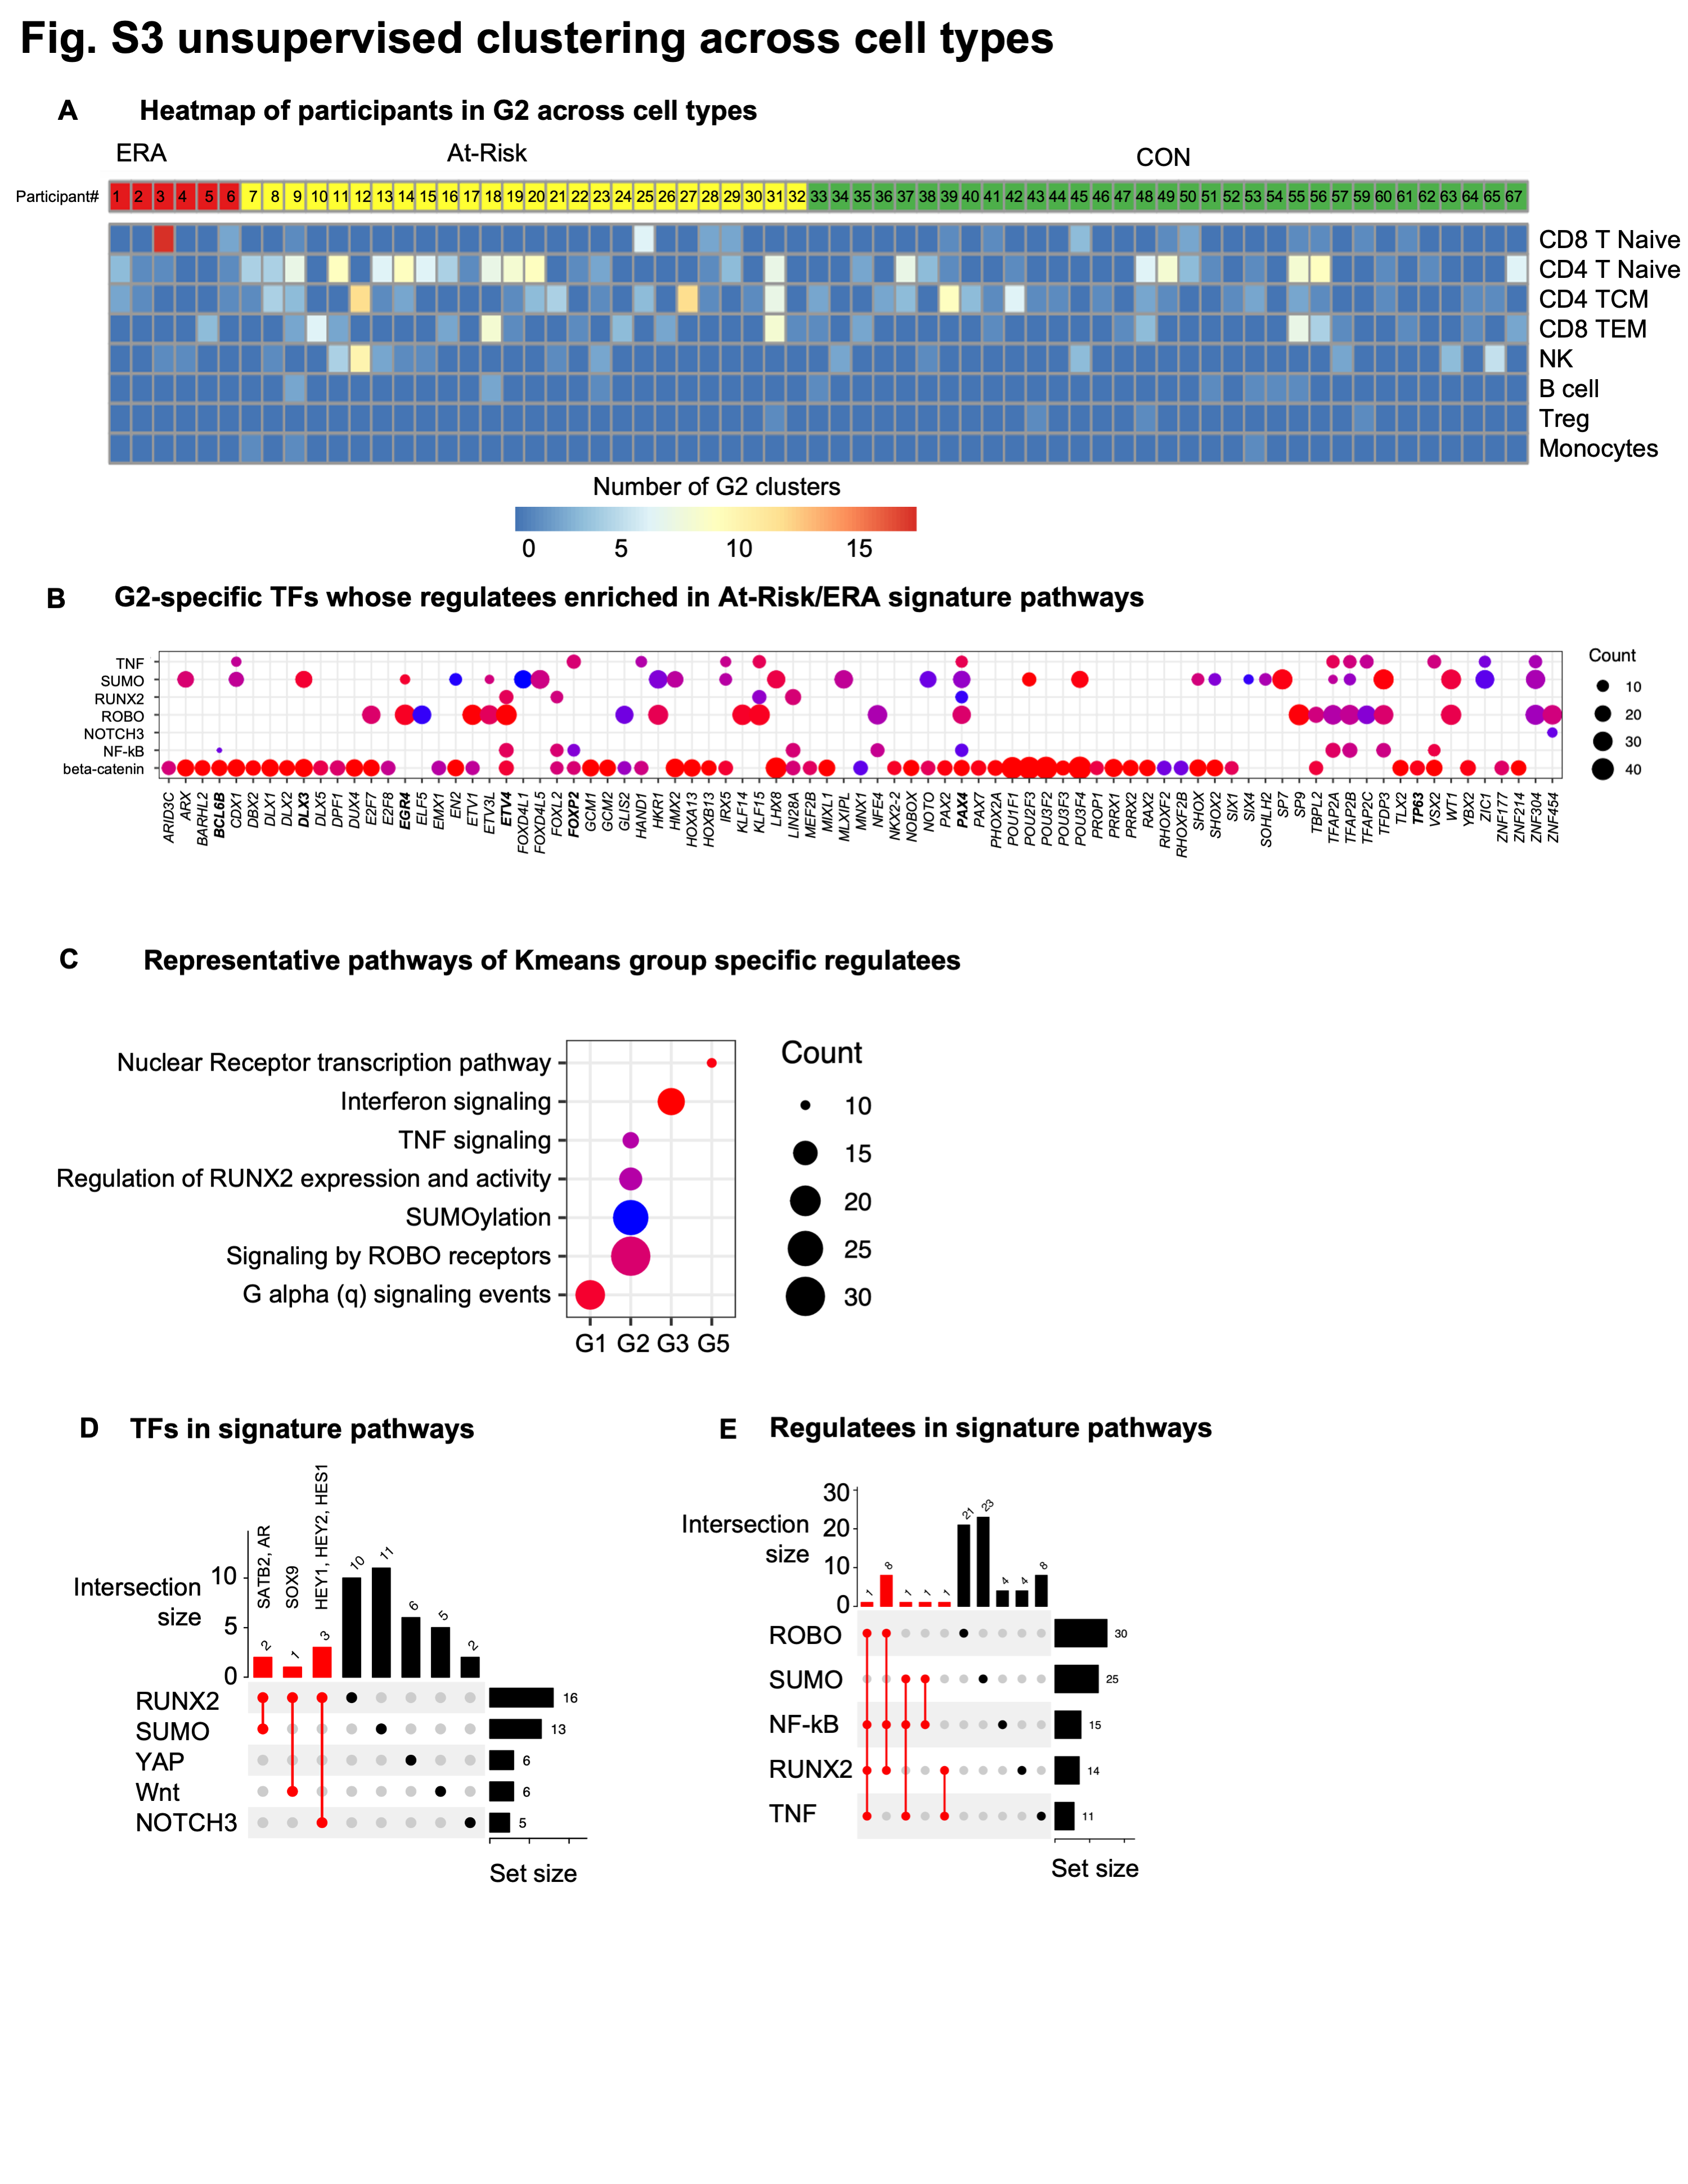 Fig. S3 unsupervised clustering across cell types
A Heatmap of participants in G2 across cell types
ERA At-Risk CON
Participant# 1 2 3 4 5 6 7 8 9 10 11 12 13 14 15 16 17 18 19 20 21 22 23 24 25 26 27 28 29 30 31 32 33 34 35 36 37 38 39 40 41 42 43 44 45 46 47 48 49 50 51 52 53 54 55 56 57 59 60 61 62 63 64 65 67
CD8 T Naive
CD4 T Naive
CD4 TCM
CD8 TEM
NK
B cell
Treg
Monocytes
Number of G2 clusters
0 5 10 15
B G2-specific TFs whose regulatees enriched in At-Risk/ERA signature pathways
TNF
SUMO
RUNX2
ROBO
NOTCH3
NF-kB
beta-catenin
Count
10
20
30
40
ARID3C ARX BARHL2 BCL6B CDX1 DBX2 DLX1 DLX2 DLX3 DLX5 DPF1 DUX4 E2F7 E2F8 EGR4 ELF5 EMX1 EN2 ETV1 ETV3L ETV4 FOXD4L1 FOXD4L5 FOXL2 FOXP2 GCM1 GCM2 GLIS2 HAND1 HKR1 HMX2 HOXA13 HOXB13 IRX5 KLF14 KLF15 LHX8 LIN28A MEF2B MIXL1 MLXIPL MNX1 NFE4 NKX2-2 NOBOX NOTO PAX2 PAX4 PAX7 PHOX2A POU1F1 POU2F3 POU3F2 POU3F3 POU3F4 PROP1 PRRX1 PRRX2 RAX2 RHOXF2 RHOXF2B SHOX SHOX2 SIX1 SIX4 SOHLH2 SP7 SP9 TBPL2 TFAP2A TFAP2B TFAP2C TFDP3 TLX2 TP63 VSX2 WT1 YBX2 ZIC1 ZNF177 ZNF214 ZNF304 ZNF454
C Representative pathways of Kmeans group specific regulatees
Nuclear Receptor transcription pathway
Interferon signaling
TNF signaling
Regulation of RUNX2 expression and activity
SUMOylation
Signaling by ROBO receptors
G alpha (q) signaling events
G1 G2 G3 G5
Count
10
15
20
25
30
D TFs in signature pathways
Intersection
size
10
5
0
SATB2, AR
SOX9
HEY1, HEY2, HES1
2 1 3 10 11 6 5 2
RUNX2 16
SUMO 13
YAP 6
Wnt 6
NOTCH3 5
Set size
E Regulatees in signature pathways
Intersection
size
30
20
10
0
1 8 1 1 1 21 23 4 4 8
ROBO 30
SUMO 25
NF-kB 15
RUNX2 14
TNF 11
Set size